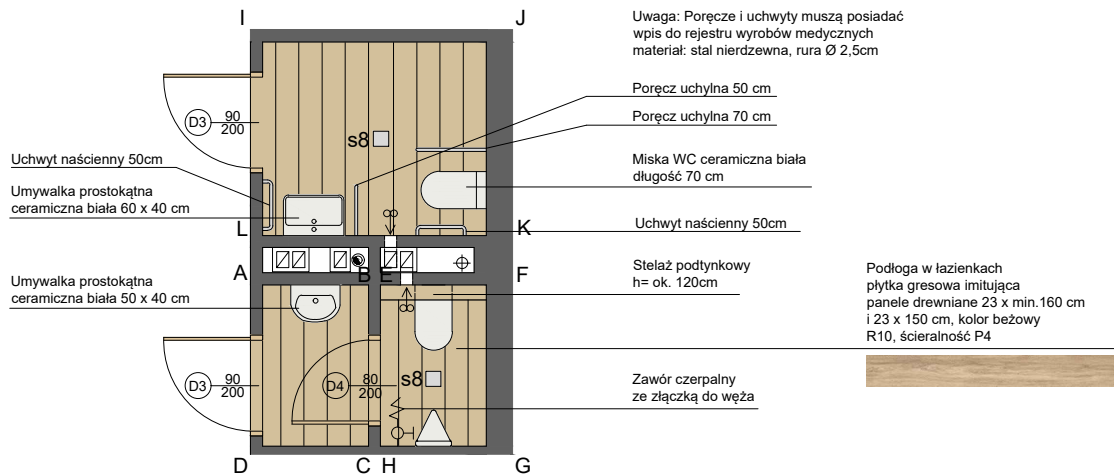 I
J
Uwaga: Poręcze i uchwyty muszą posiadać
wpis do rejestru wyrobów medycznych
materiał: stal nierdzewna, rura Ø 2,5cm
Poręcz uchylna 50 cm
Poręcz uchylna 70 cm
D3
90
200
s8
Uchwyt naścienny 50cm
Miska WC ceramiczna biała
długość 70 cm
Umywalka prostokątna
ceramiczna biała 60 x 40 cm
L
K
Uchwyt naścienny 50cm
A
B
E
F
Stelaż podtynkowy
h= ok. 120cm
Umywalka prostokątna
ceramiczna biała 50 x 40 cm
Podłoga w łazienkach
płytka gresowa imitująca
panele drewniane 23 x min.160 cm
i 23 x 150 cm, kolor beżowy
R10, ścieralność P4
D3
90
200
D4
80
200
s8
Zawór czerpalny
ze złączką do węża
D
C
H
G